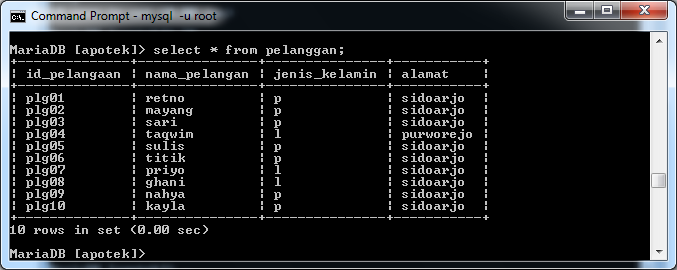 Command Prompt - mysql -u root
MariaDB [apotek]> select * from pelanggan;
| id_pelangaan | nama_pelangan | jenis_kelamin | alamat |
| plg01 | retno | p | sidoarjo |
| plg02 | mayang | p | sidoarjo |
| plg03 | sari | p | sidoarjo |
| plg04 | taqwim | l | purworejo |
| plg05 | sulis | p | sidoarjo |
| plg06 | titik | p | sidoarjo |
| plg07 | priyo | l | sidoarjo |
| plg08 | ghani | l | sidoarjo |
| plg09 | nahya | p | sidoarjo |
| plg10 | kayla | p | sidoarjo |
10 rows in set (0.00 sec)
MariaDB [apotek]>